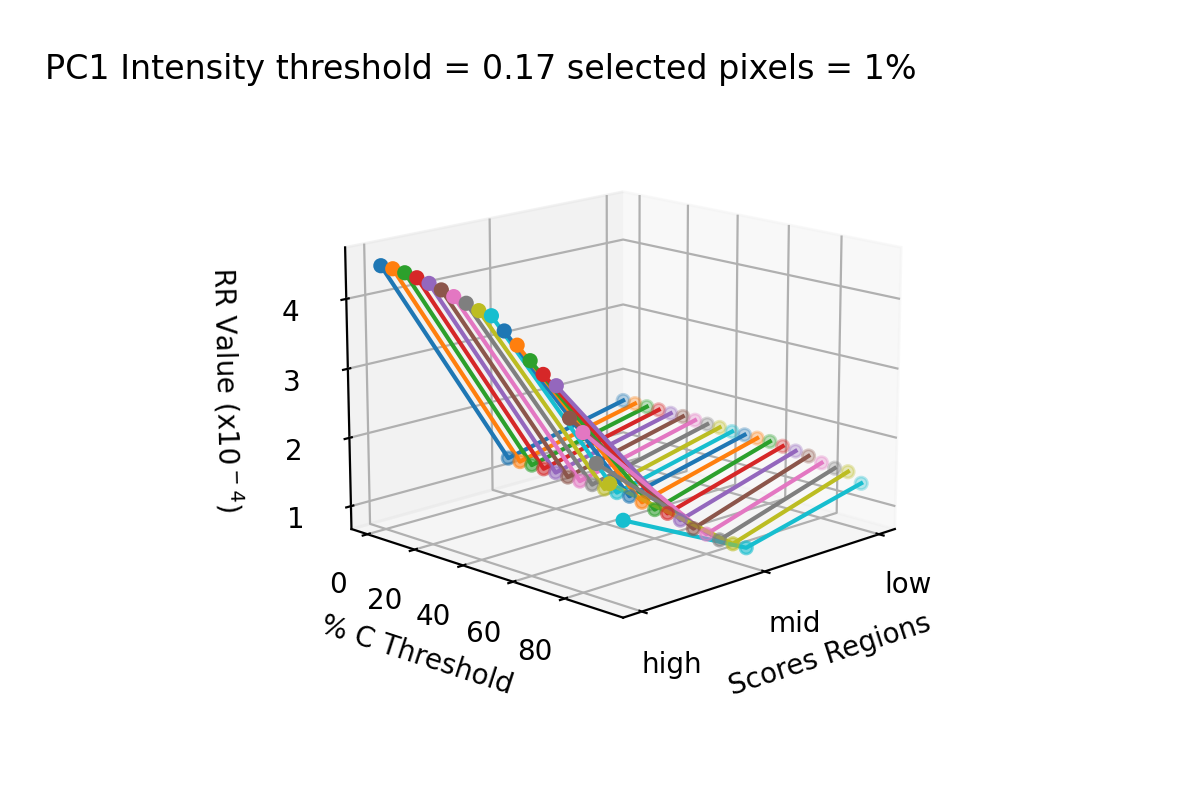 PC1 Intensity threshold = 0.17 selected pixels = 1%
RR Value (x10⁻⁴)
4
3
2
1
0
20
40
60
80
% C Threshold
high
mid
low
Scores Regions